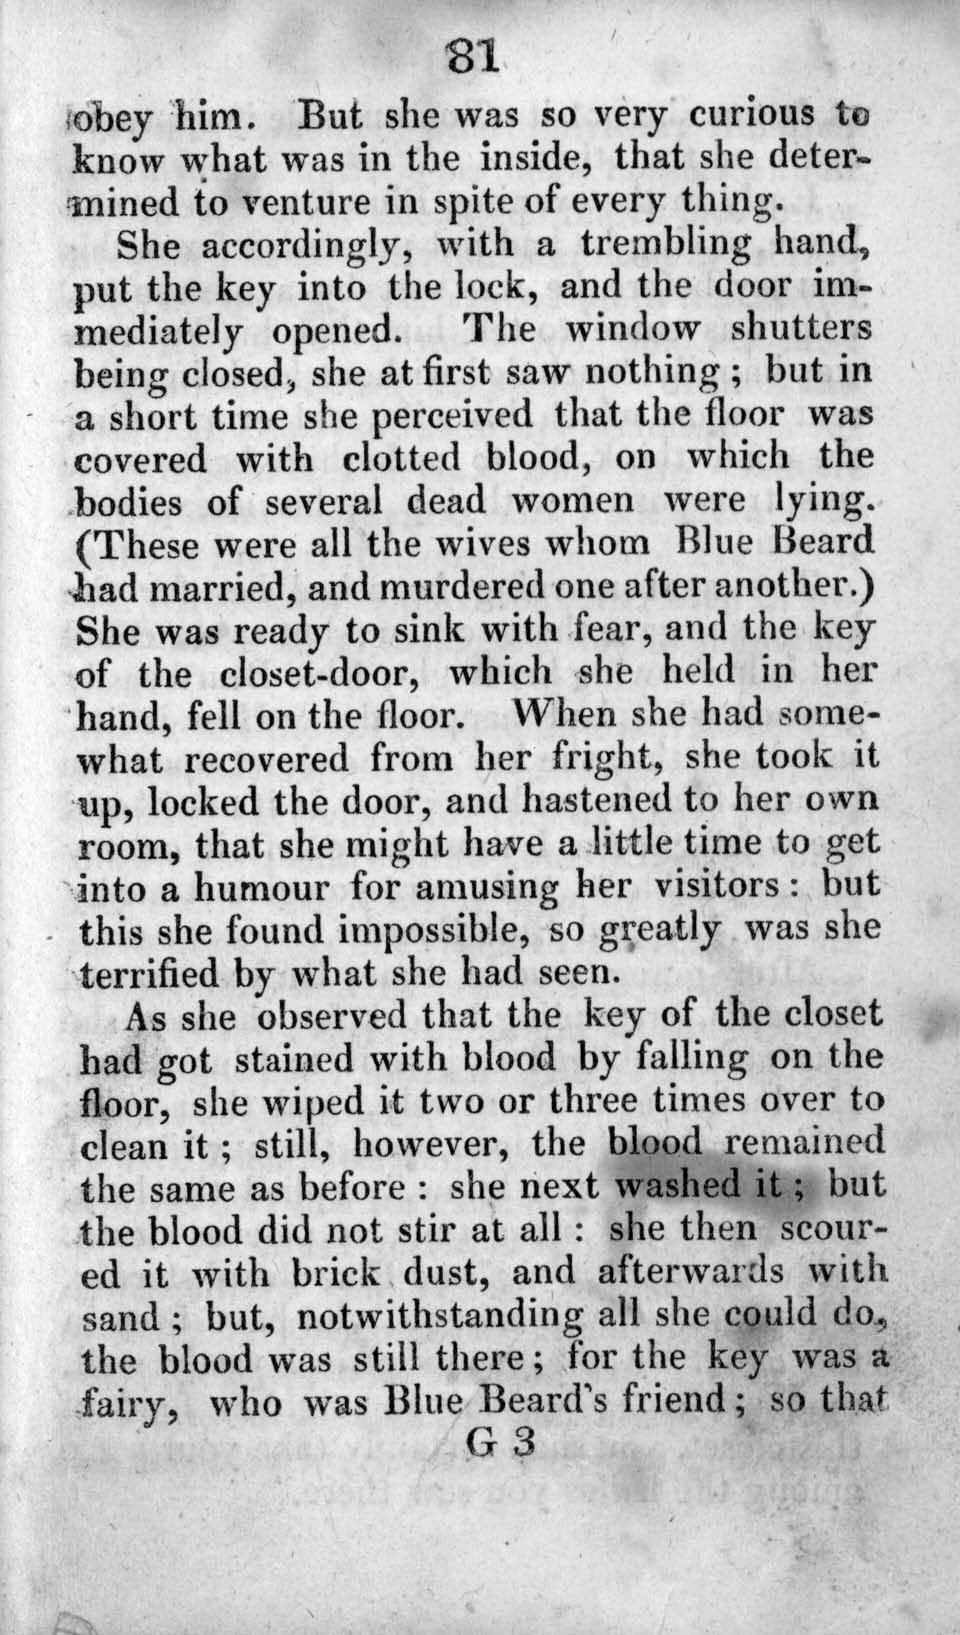 81
obey him. But she was so very curious to
know what was in the inside, that she deter-
mined to venture in spite of every thing.
She accordingly, with a trembling hand,
put the key into the lock, and the door im-
mediately opened. The window shutters
being closed, she at first saw nothing ; but in
a short time she perceived that the floor was
covered with clotted blood, on which the
bodies of several dead women were lying.
(These were all the wives whom Blue Beard
had married, and murdered one after another.)
She was ready to sink with fear, and the key
of the closet-door, which she held in her
hand, fell on the floor. When she had some-
what recovered from her fright, she took it
up, locked the door, and hastened to her own
room, that she might have a little time to get
into a humour for amusing her visitors : but
this she found impossible, so greatly was she
terrified by what she had seen.
As she observed that the key of the closet
had got stained with blood by falling on the
floor, she wiped it two or three times over to
clean it ; still, however, the blood remained
the same as before : she next washed it ; but
the blood did not stir at all : she then scour-
ed it with brick dust, and afterwards with
sand ; but, notwithstanding all she could do,
the blood was still there ; for the key was a
fairy, who was Blue Beard's friend ; so that
G 3